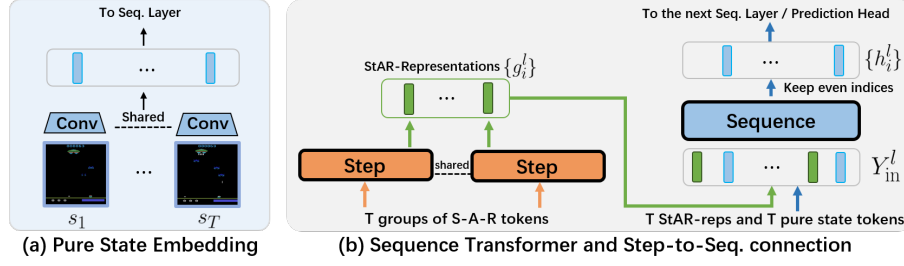 To Seq. Layer
...
Shared
Conv
Conv
...
s_1
s_T
(a) Pure State Embedding
To the next Seq. Layer / Prediction Head
StAR-Representations {g_i^l}
...
... {h_i^l}
Keep even indices
Step
shared
Step
Sequence
... Y_in^l
T groups of S-A-R tokens
T StAR-reps and T pure state tokens
(b) Sequence Transformer and Step-to-Seq. connection